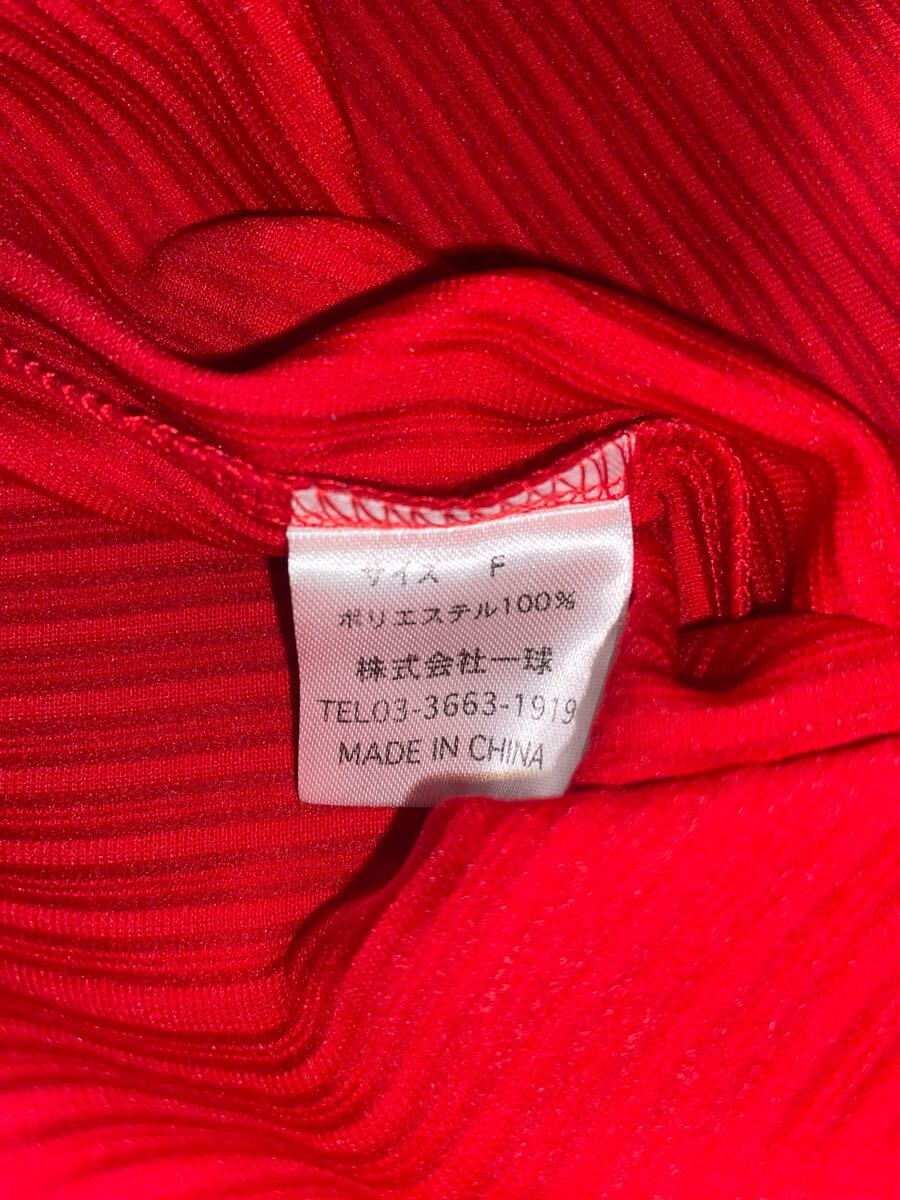 サイズ F
ポリエステル100%
株式会社一球
TEL03-3663-1919
MADE IN CHINA